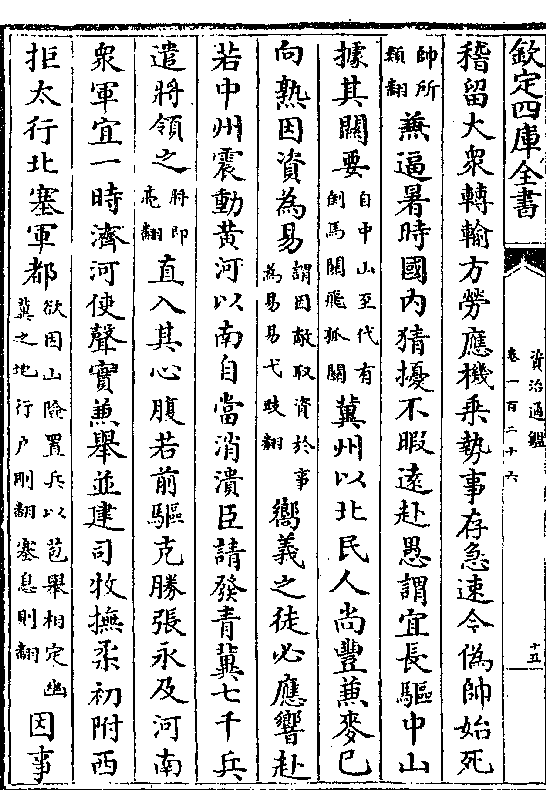 欽定四庫全書
資治通鑑
卷一百二十六
十五
稽留大衆轉輸方勞應機乗勢事存急速今偽帥始死
帥所類翻兼逼暑時國内猜擾不暇逺赴愚謂宜長驅中山
據其關要自中山至代有倒馬關飛狐關冀州以北民人尚豐兼麥已
向熟因資為易謂因敵取資於事為易易弋豉翻嚮義之徒必應響赴
若中州震動黄河以南自當消潰臣請發青冀七千兵
遣將領之將即亮翻直入其心腹若前驅克勝張永及河南
衆軍宜一時濟河使聲實兼舉並建司牧撫柔初附西
拒太行北塞軍都欲因山險置兵以苞舉相定幽冀之地行户剛翻塞息則翻因事